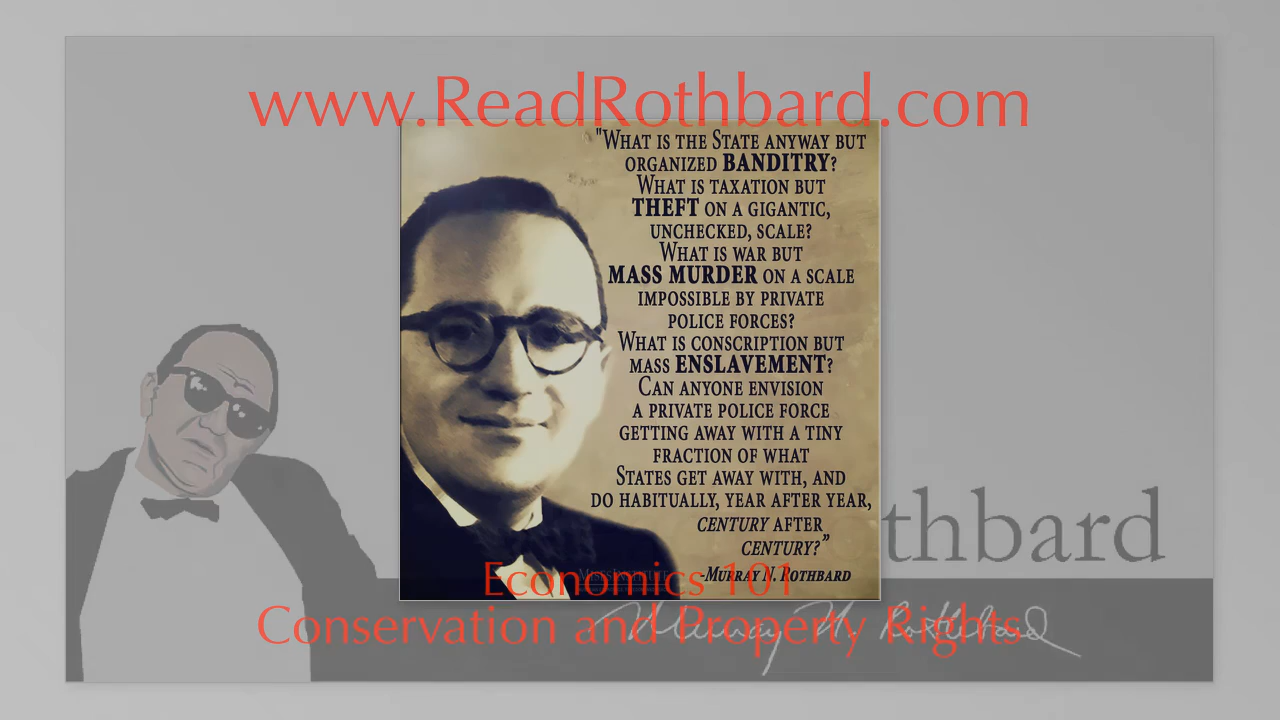 www.ReadRothbard.com
"What is the State anyway but
organized BANDITRY?
What is taxation but
THEFT on a gigantic,
unchecked, scale?
What is war but
MASS MURDER on a scale
impossible by private
police forces?
What is conscription but
mass ENSLAVEMENT?
Can anyone envision
a private police force
getting away with a tiny
fraction of what
States get away with, and
do habitually, year after year,
century after
century?”
-Murray N. Rothbard
thbard
Economics 101
Conservation and Property Rights
Murray N. Rothbard